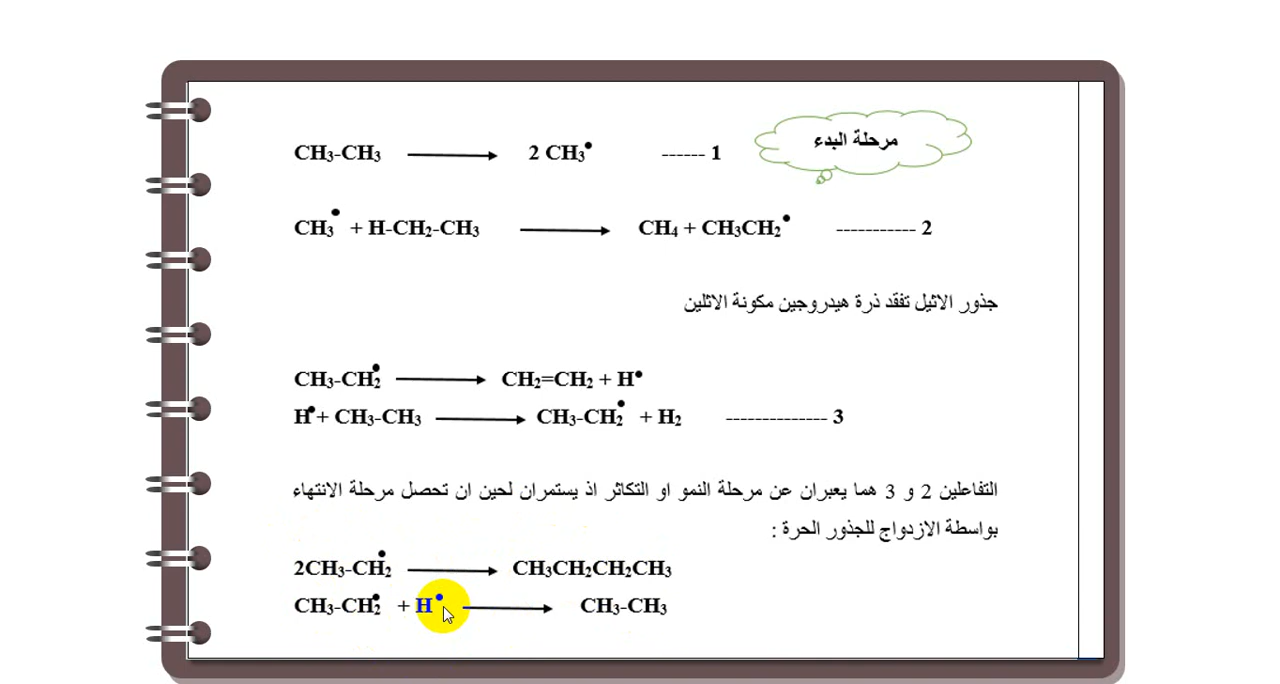 مرحلة البدء
CH₃-CH₃ ⟶ 2 CH₃• ------ 1
CH₃• + H-CH₂-CH₃ ⟶ CH₄ + CH₃CH₂• ----------- 2
جذور الاثيل تفقد ذرة هيدروجين مكونة الاثلين
CH₃-CH₂• ⟶ CH₂=CH₂ + H•
H• + CH₃-CH₃ ⟶ CH₃-CH₂• + H₂ -------------- 3
التفاعلين 2 و 3 هما يعبران عن مرحلة النمو او التكاثر اذ يستمران لحين ان تحصل مرحلة الانتهاء
بواسطة الازدواج للجذور الحرة :
2CH₃-CH₂• ⟶ CH₃CH₂CH₂CH₃
CH₃-CH₂• + H• ⟶ CH₃-CH₃